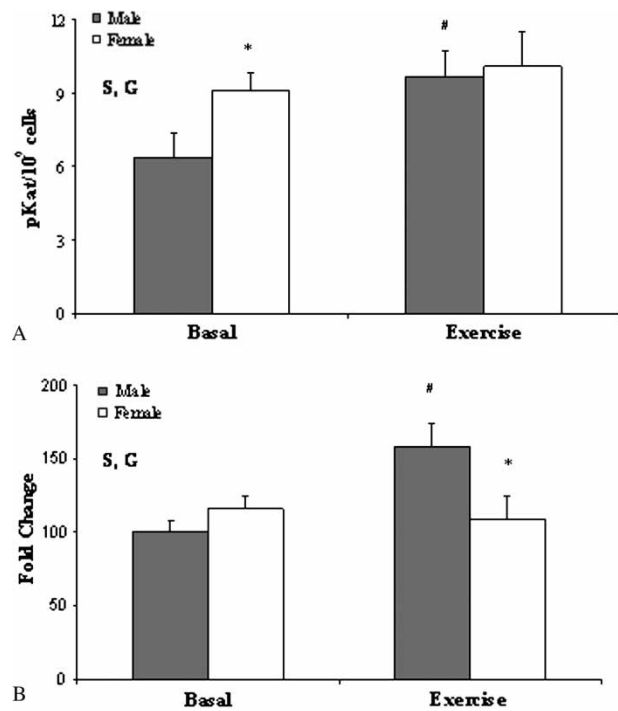 12
9
6
3
0
pKat/10⁹ cells
Male
Female
S, G
*
#
Basal
Exercise
A
200
150
100
50
0
Fold Change
Male
Female
S, G
#
*
Basal
Exercise
B